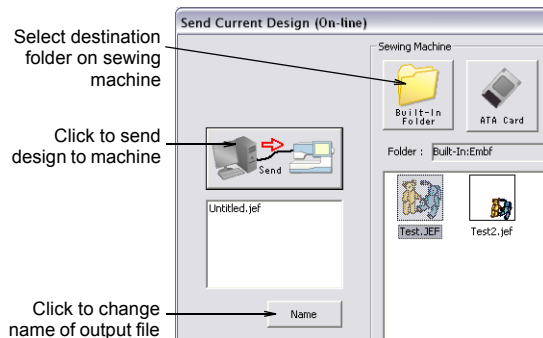 Send Current Design (On-line)
Select destination
folder on sewing
machine
Sewing Machine
Built-In
Folder
ATA Card
Click to send
design to machine
Send
Folder : Built-In:Embf
Untitled.jef
Test.JEF
Test2.jef
Click to change
name of output file
Name